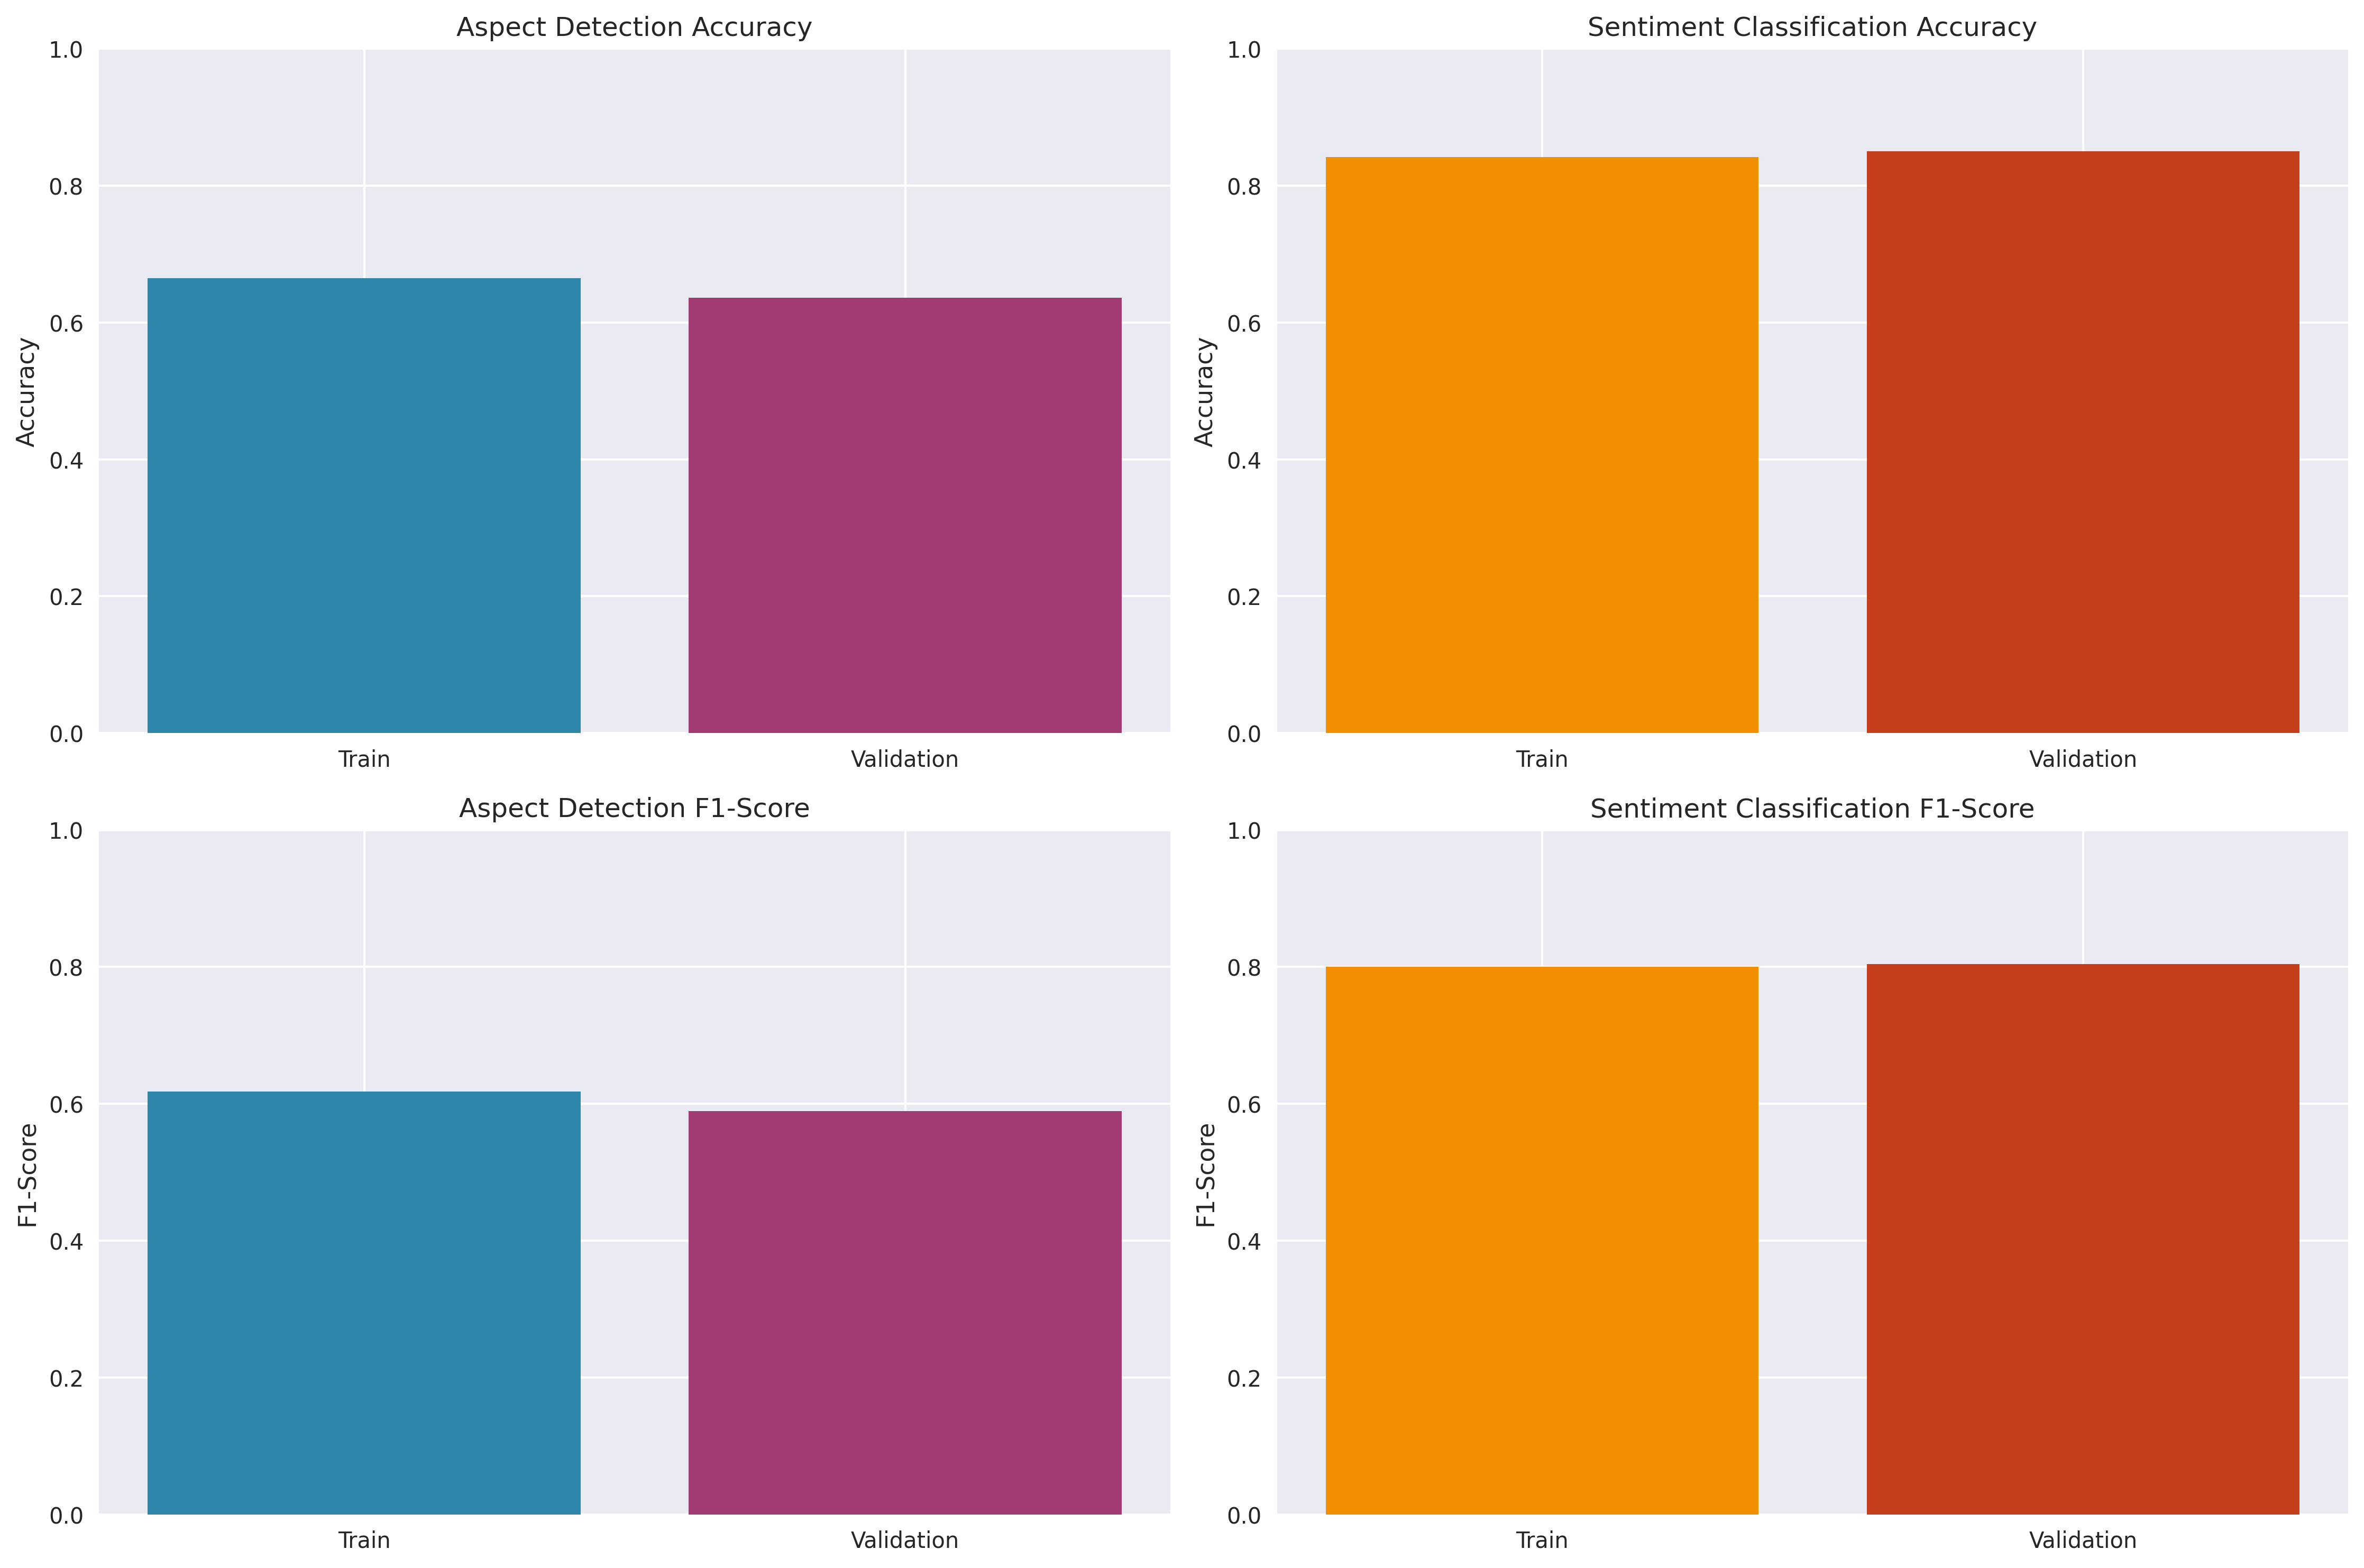 Aspect Detection Accuracy
1.0
0.8
0.6
0.4
0.2
0.0
Accuracy
Train Validation
Sentiment Classification Accuracy
1.0
0.8
0.6
0.4
0.2
0.0
Accuracy
Train Validation
Aspect Detection F1-Score
1.0
0.8
0.6
0.4
0.2
0.0
F1-Score
Train Validation
Sentiment Classification F1-Score
1.0
0.8
0.6
0.4
0.2
0.0
F1-Score
Train Validation